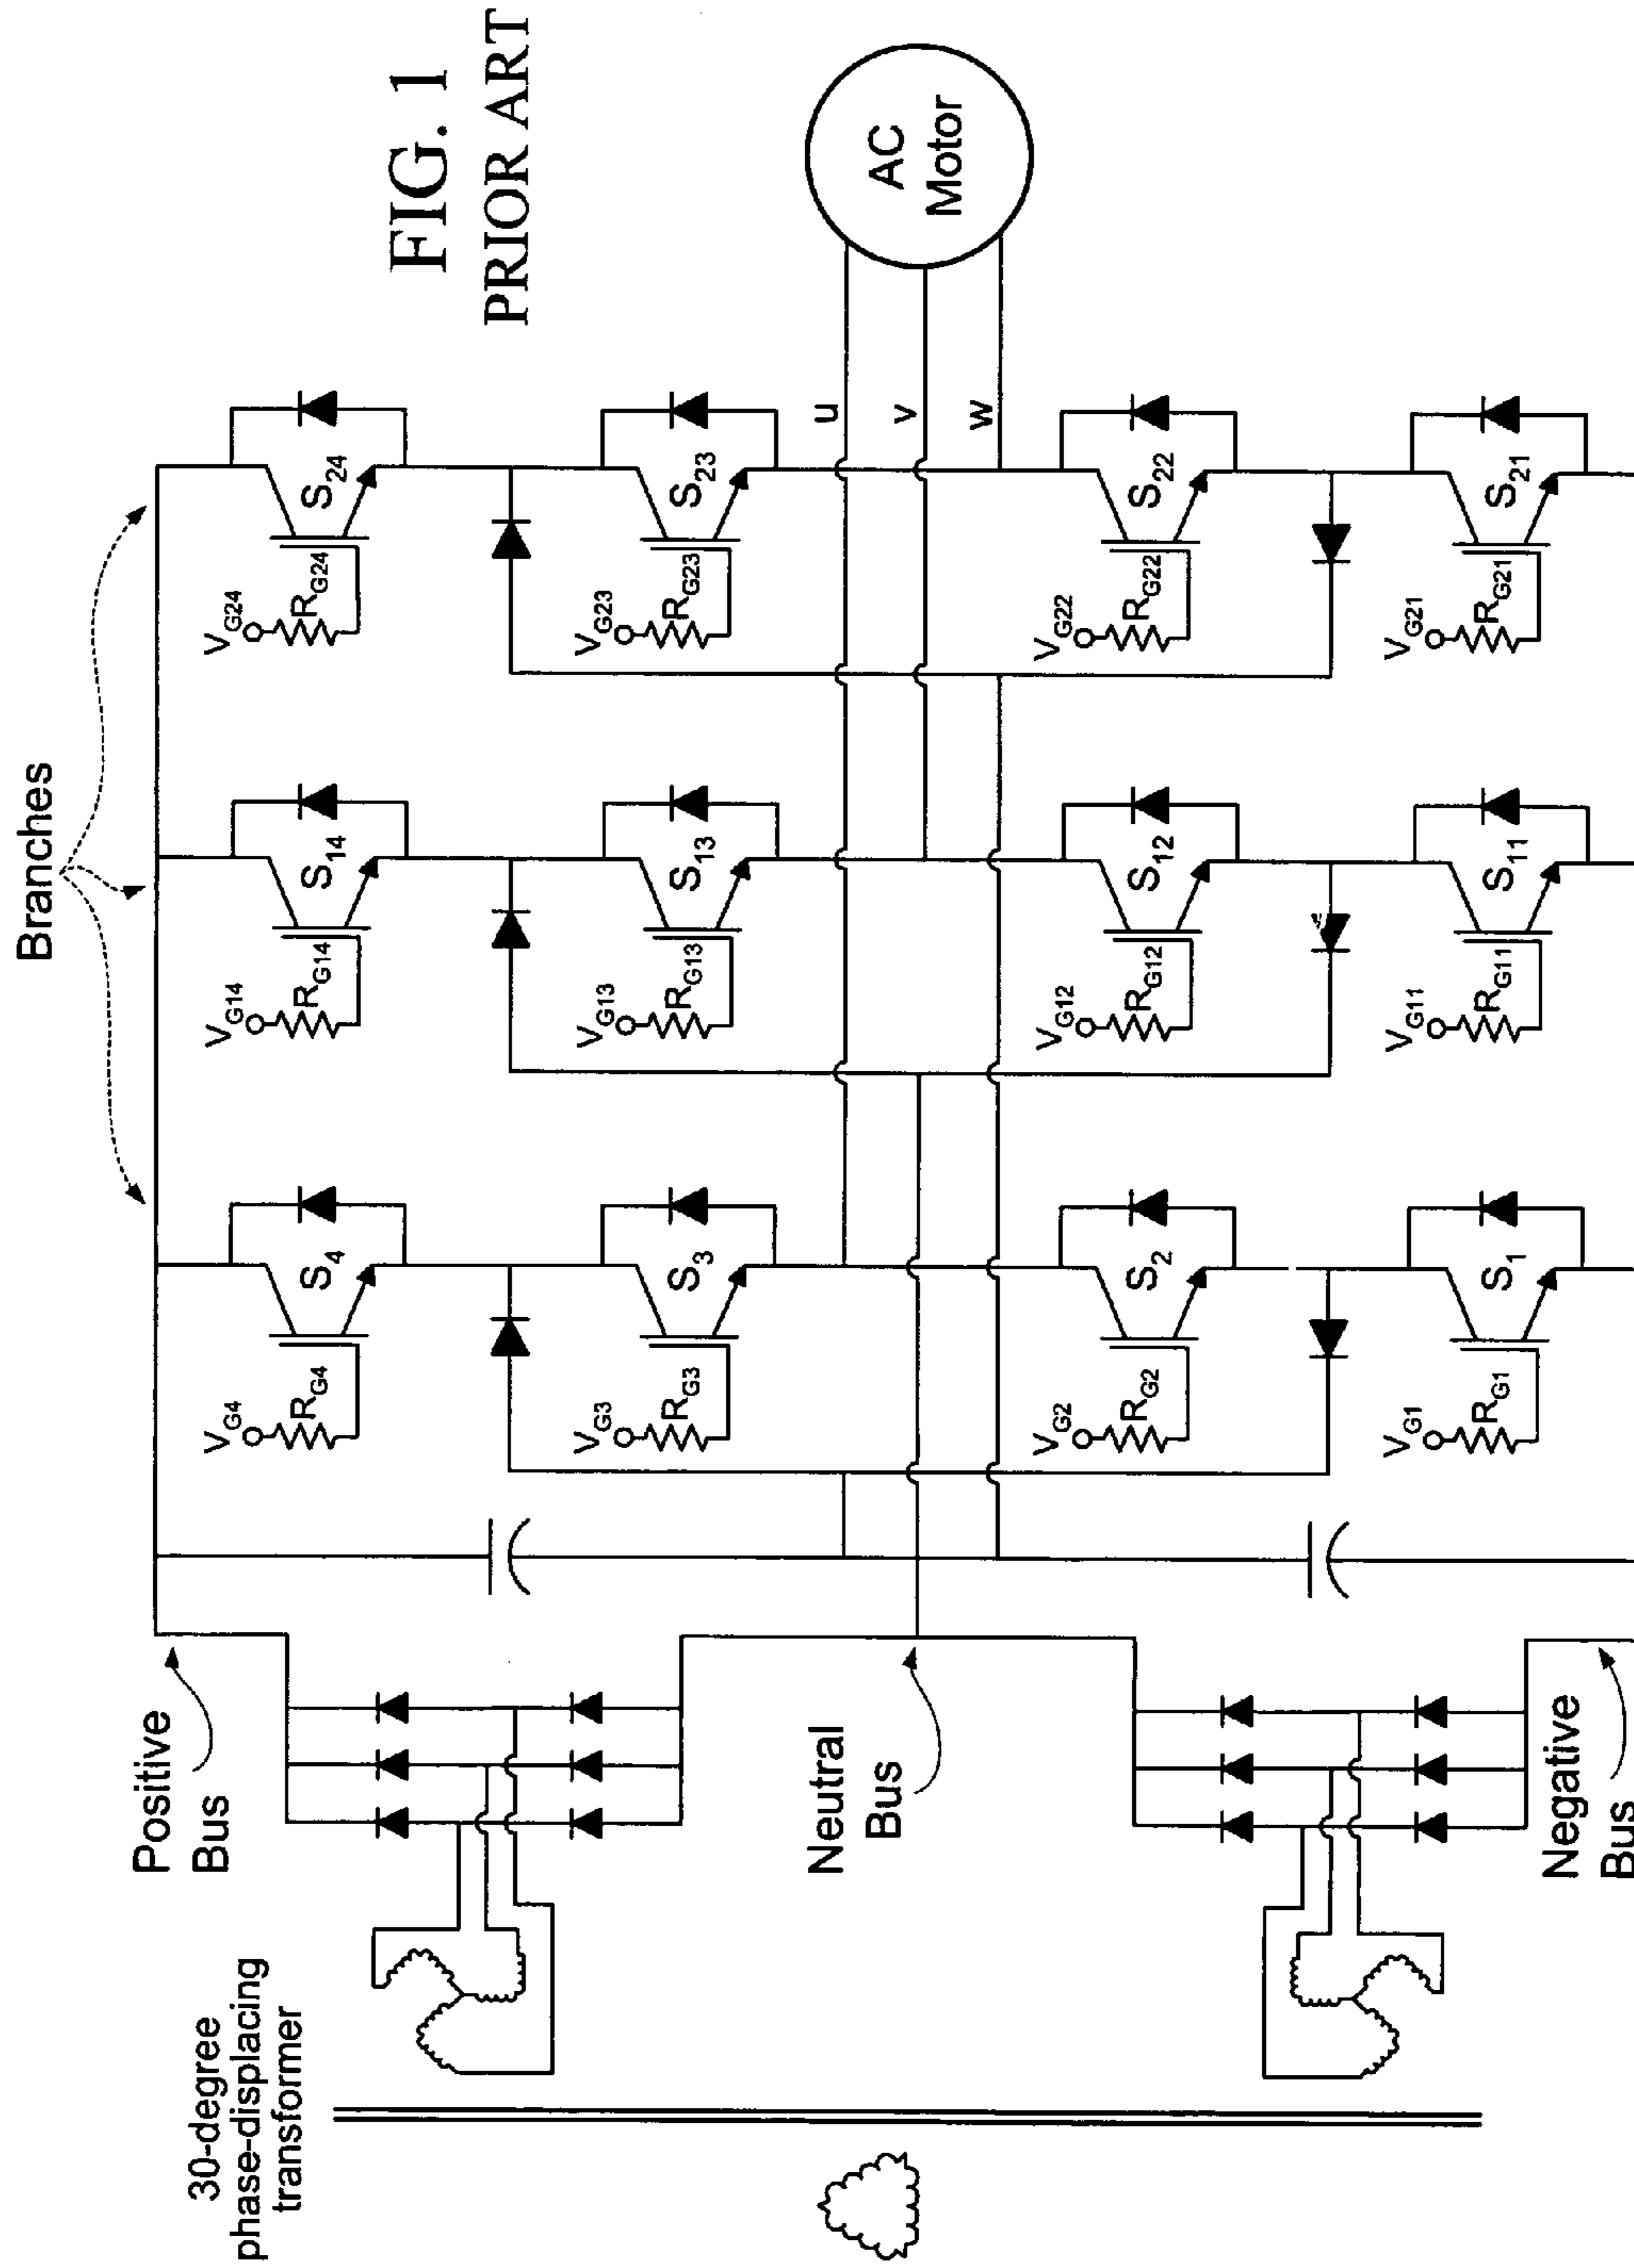 FIG. 1
PRIOR ART
Branches
30-degree
phase-displacing
transformer
Positive
Bus
Neutral
Bus
Negative
Bus
AC
Motor
u
v
w
VG4
RG4
S4
VG14
RG14
S14
VG24
RG24
S24
VG3
RG3
S3
VG13
RG13
S13
VG23
RG23
S23
VG2
RG2
S2
VG12
RG12
S12
VG22
RG22
S22
VG1
RG1
S1
VG11
RG11
S11
VG21
RG21
S21